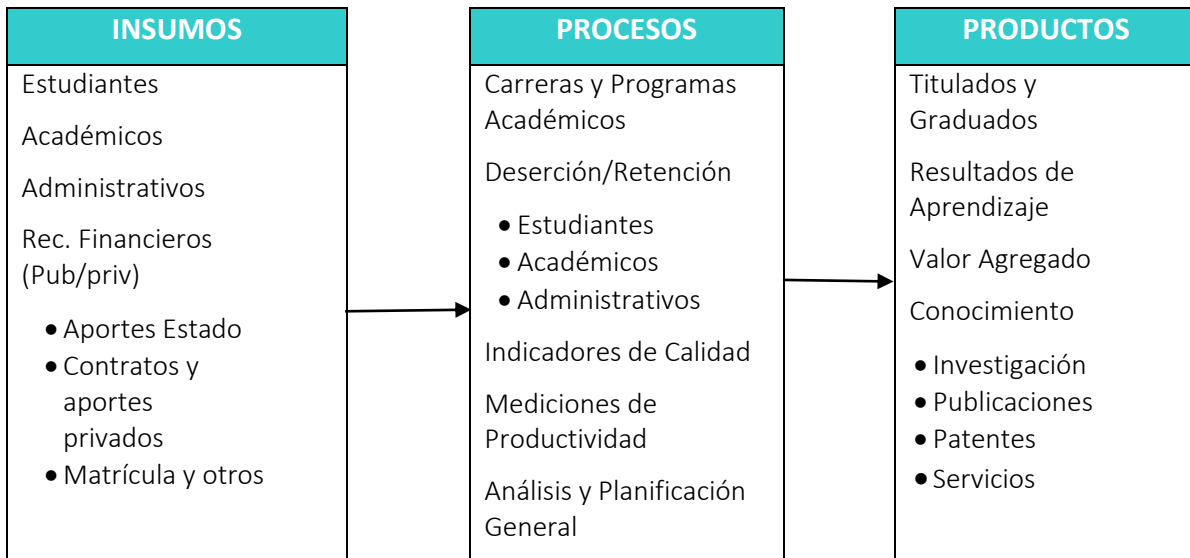 INSUMOS
Estudiantes
Académicos
Administrativos
Rec. Financieros
(Pub/priv)
• Aportes Estado
• Contratos y
aportes
privados
• Matrícula y otros
PROCESOS
Carreras y Programas
Académicos
Deserción/Retención
• Estudiantes
• Académicos
• Administrativos
Indicadores de Calidad
Mediciones de
Productividad
Análisis y Planificación
General
PRODUCTOS
Titulados y
Graduados
Resultados de
Aprendizaje
Valor Agregado
Conocimiento
• Investigación
• Publicaciones
• Patentes
• Servicios